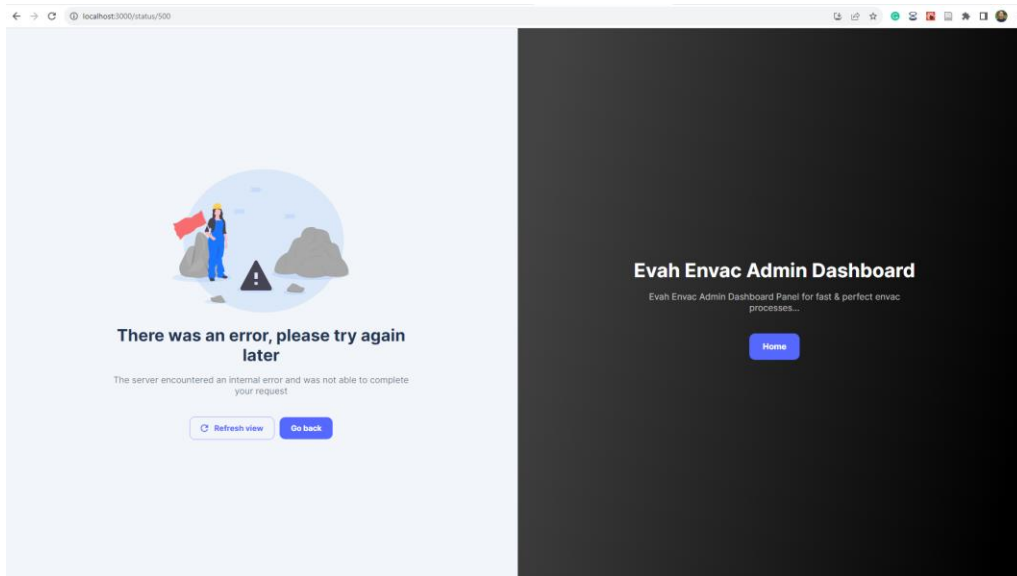 localhost:3000/status/500
There was an error, please try again
later
The server encountered an internal error and was not able to complete
your request
Refresh view
Go back
Evah Envac Admin Dashboard
Evah Envac Admin Dashboard Panel for fast & perfect envac
processes...
Home